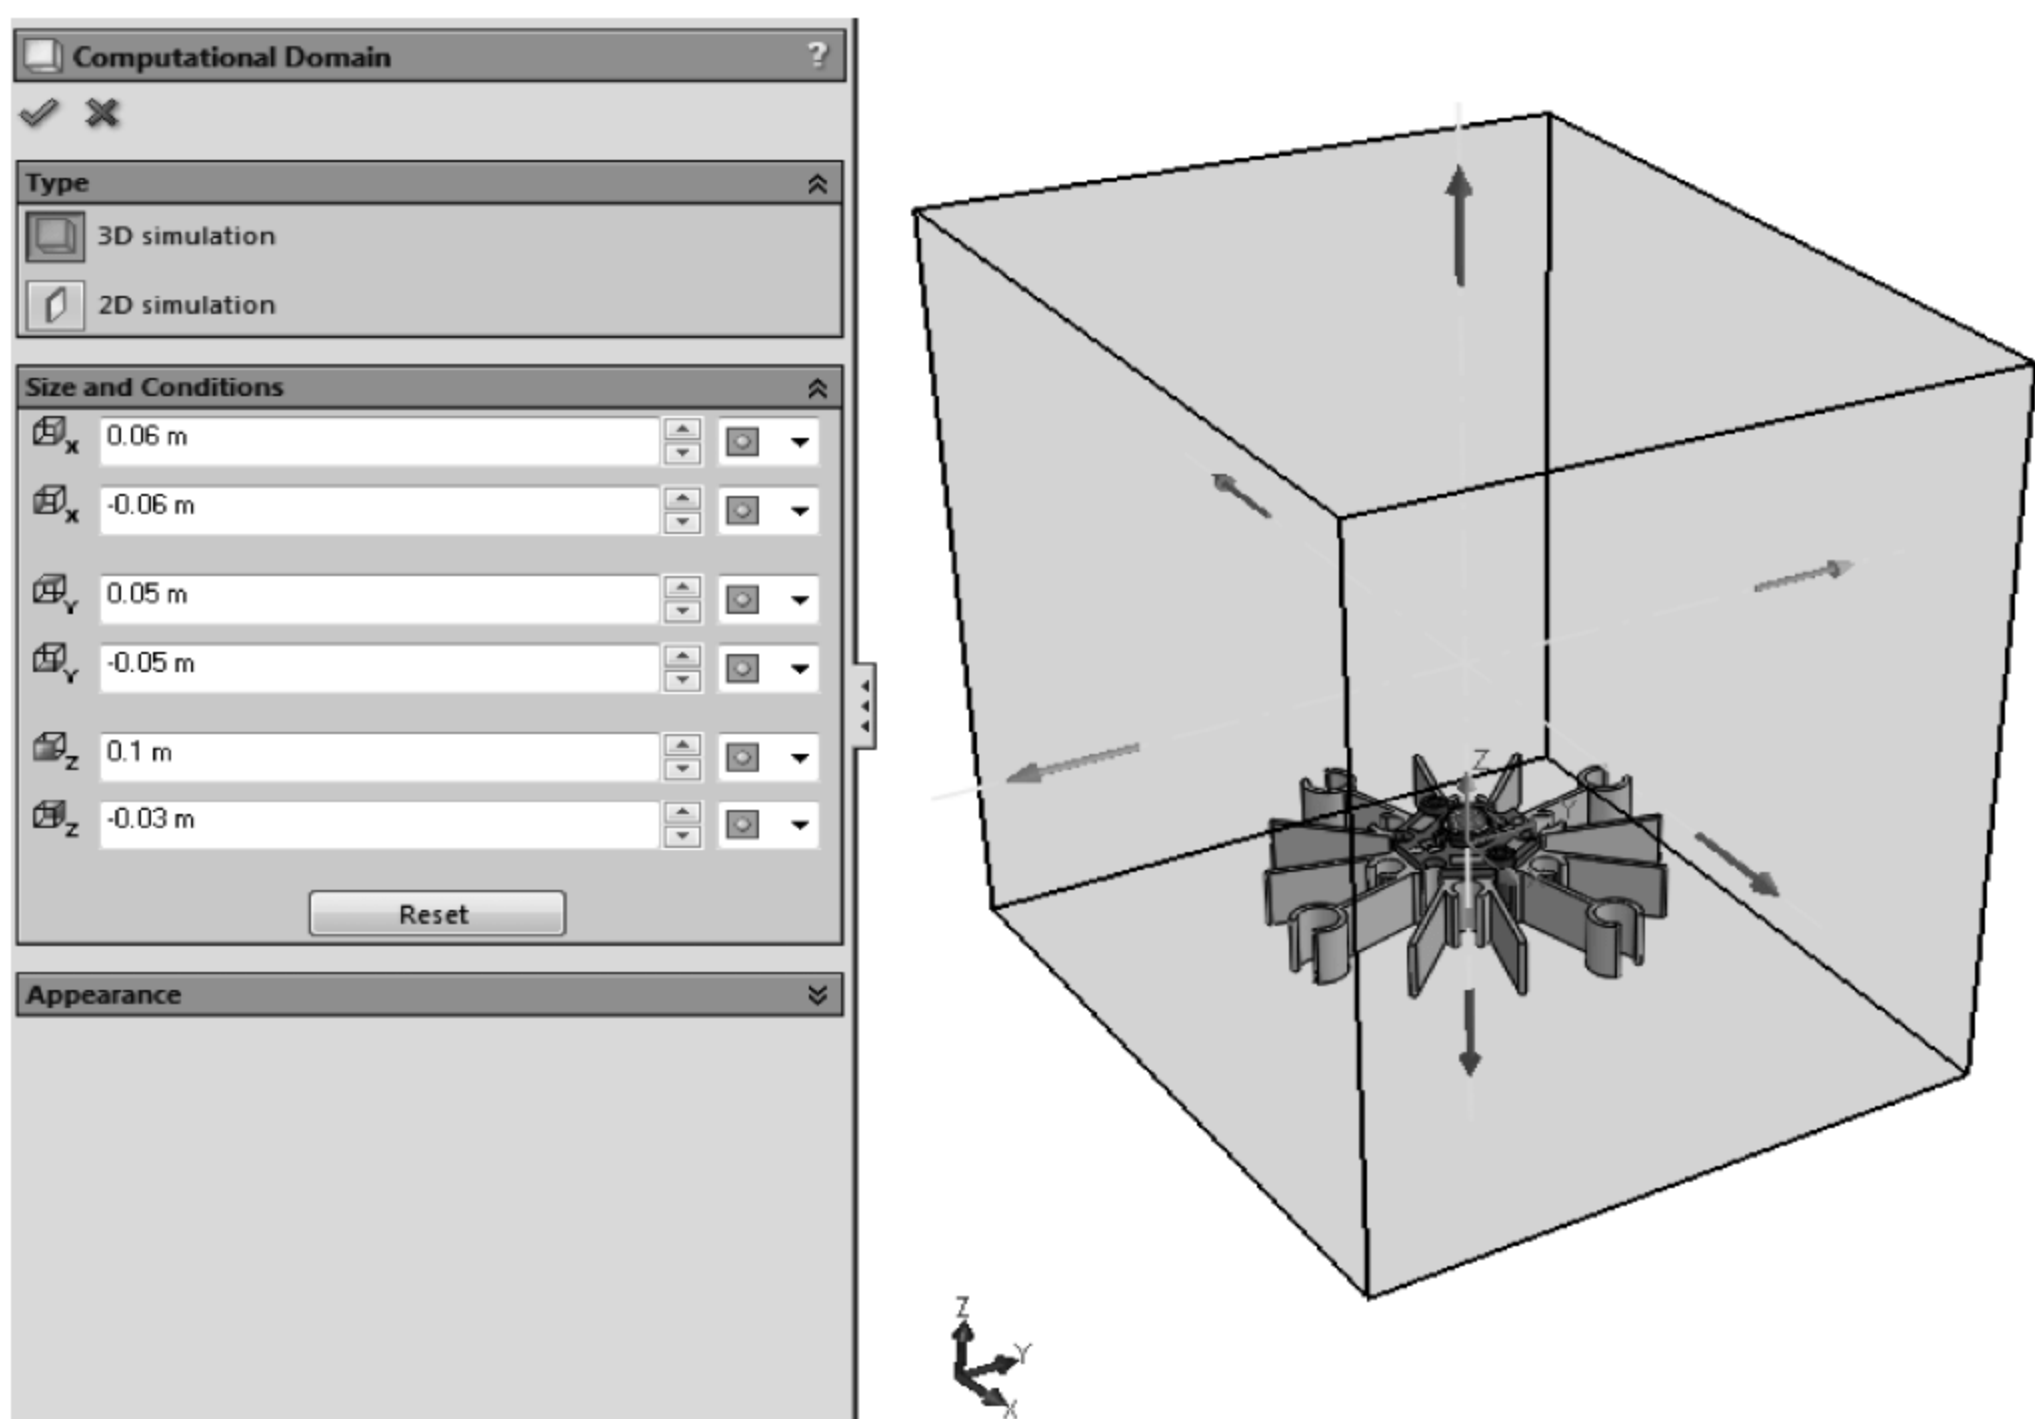 Computational Domain ?
Type
3D simulation
2D simulation
Size and Conditions
X 0.06 m
X -0.06 m
Y 0.05 m
Y -0.05 m
Z 0.1 m
Z -0.03 m
Reset
Appearance
Z
Y
Z
Y
X